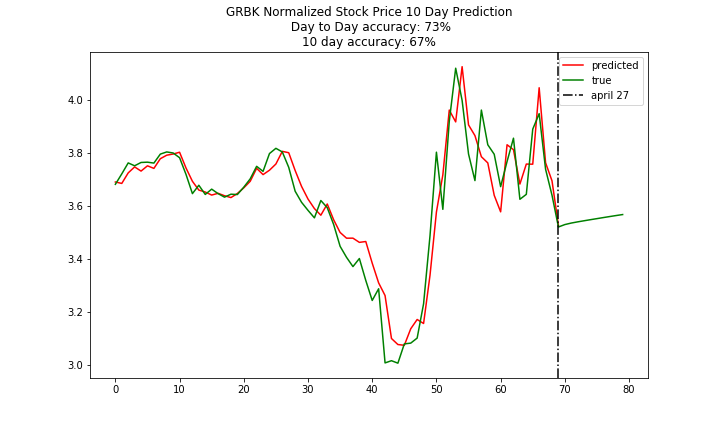 GRBK Normalized Stock Price 10 Day Prediction
Day to Day accuracy: 73%
10 day accuracy: 67%
predicted
true
april 27
4.0
3.8
3.6
3.4
3.2
3.0
0 10 20 30 40 50 60 70 80